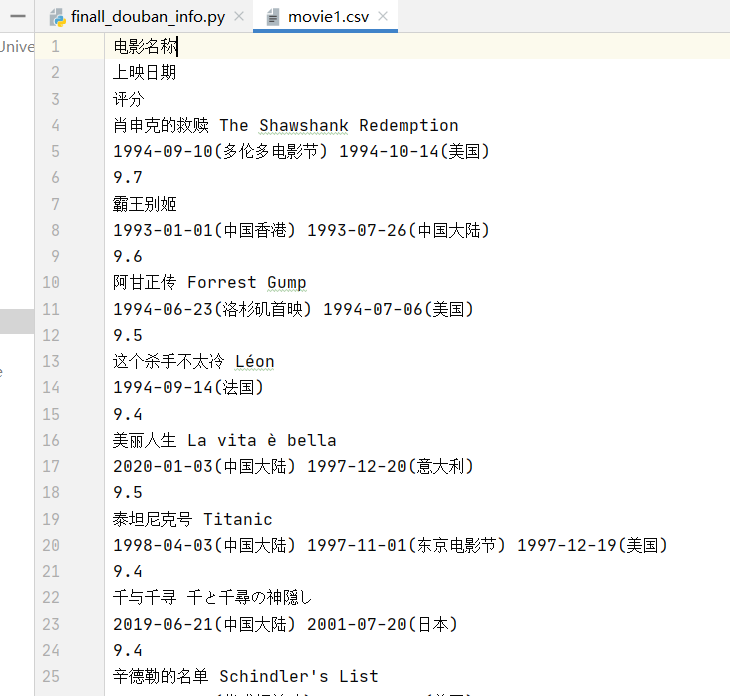 finall_douban_info.py movie1.csv
Unive
1 电影名称
2 上映日期
3 评分
4 肖申克的救赎 The Shawshank Redemption
5 1994-09-10(多伦多电影节) 1994-10-14(美国)
6 9.7
7 霸王别姬
8 1993-01-01(中国香港) 1993-07-26(中国大陆)
9 9.6
10 阿甘正传 Forrest Gump
11 1994-06-23(洛杉矶首映) 1994-07-06(美国)
12 9.5
13 这个杀手不太冷 Léon
14 1994-09-14(法国)
15 9.4
16 美丽人生 La vita è bella
17 2020-01-03(中国大陆) 1997-12-20(意大利)
18 9.5
19 泰坦尼克号 Titanic
20 1998-04-03(中国大陆) 1997-11-01(东京电影节) 1997-12-19(美国)
21 9.4
22 千与千寻 千と千尋の神隠し
23 2019-06-21(中国大陆) 2001-07-20(日本)
24 9.4
25 辛德勒的名单 Schindler's List